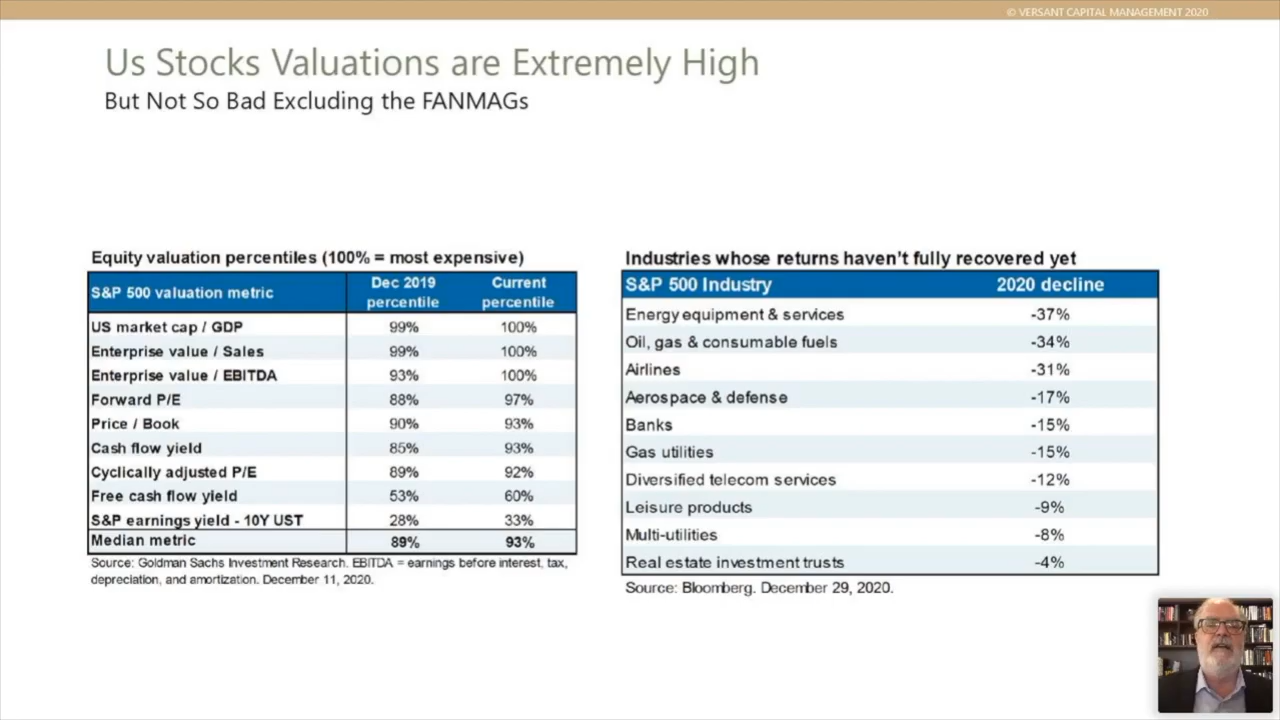 © VERSANT CAPITAL MANAGEMENT 2020
Us Stocks Valuations are Extremely High
But Not So Bad Excluding the FANMAGs
Equity valuation percentiles (100% = most expensive)
S&P 500 valuation metric Dec 2019 percentile Current percentile
US market cap / GDP 99% 100%
Enterprise value / Sales 99% 100%
Enterprise value / EBITDA 93% 100%
Forward P/E 88% 97%
Price / Book 90% 93%
Cash flow yield 85% 93%
Cyclically adjusted P/E 89% 92%
Free cash flow yield 53% 60%
S&P earnings yield - 10Y UST 28% 33%
Median metric 89% 93%
Source: Goldman Sachs Investment Research. EBITDA = earnings before interest, tax,
depreciation, and amortization. December 11, 2020.
Industries whose returns haven't fully recovered yet
S&P 500 Industry 2020 decline
Energy equipment & services -37%
Oil, gas & consumable fuels -34%
Airlines -31%
Aerospace & defense -17%
Banks -15%
Gas utilities -15%
Diversified telecom services -12%
Leisure products -9%
Multi-utilities -8%
Real estate investment trusts -4%
Source: Bloomberg. December 29, 2020.